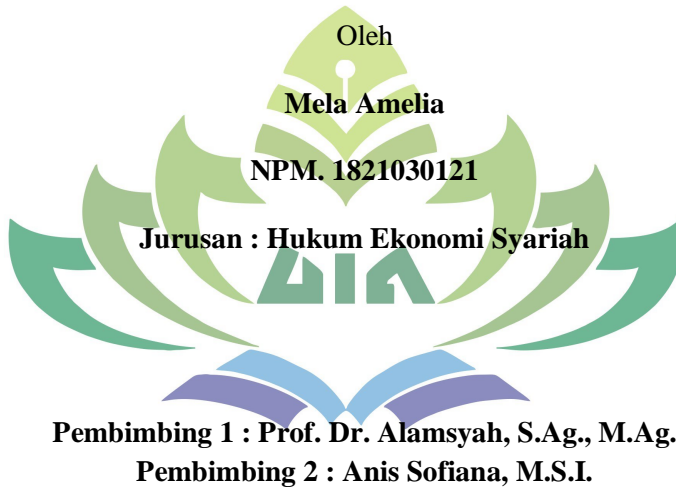 Oleh
Mela Amelia
NPM. 1821030121
Jurusan : Hukum Ekonomi Syariah
UIN
Pembimbing 1 : Prof. Dr. Alamsyah, S.Ag., M.Ag.
Pembimbing 2 : Anis Sofiana, M.S.I.